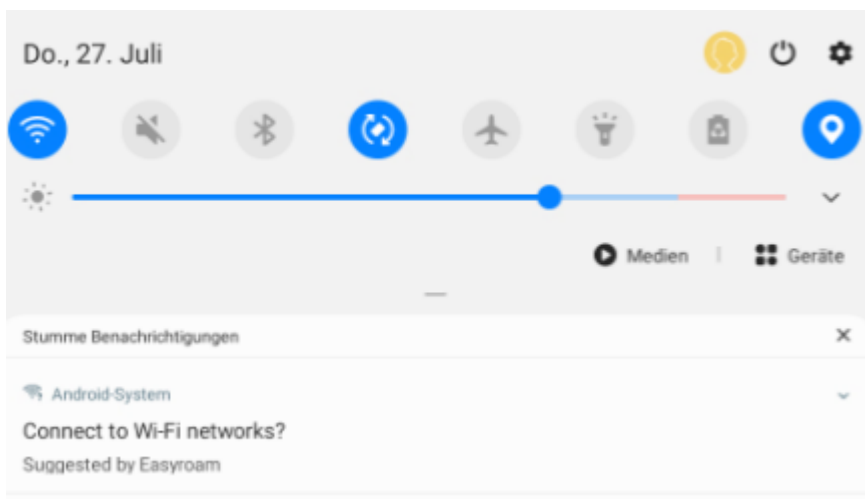 Do., 27. Juli
Medien | Geräte
Stumme Benachrichtigungen
Android-System
Connect to Wi-Fi networks?
Suggested by Easyroam